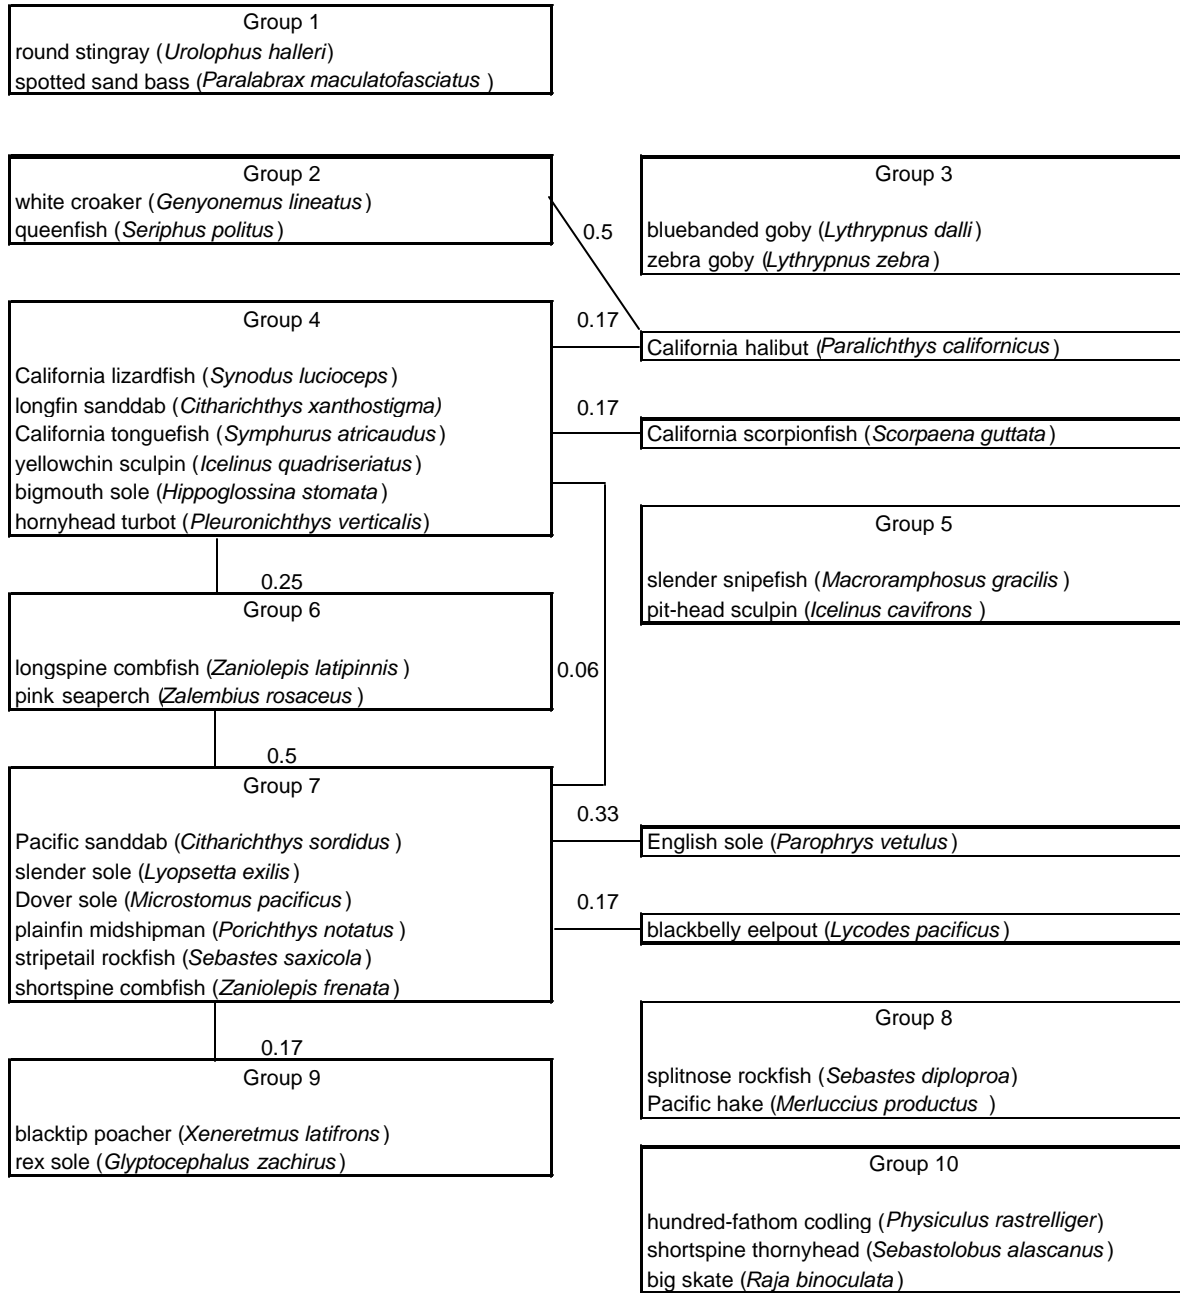 Group 1
round stingray (Urolophus halleri)
spotted sand bass (Paralabrax maculatofasciatus )
Group 2
white croaker (Genyonemus lineatus)
queenfish (Seriphus politus)
0.5
Group 3
bluebanded goby (Lythrypnus dalli)
zebra goby (Lythrypnus zebra)
Group 4
California lizardfish (Synodus lucioceps)
longfin sanddab (Citharichthys xanthostigma)
California tonguefish (Symphurus atricaudus)
yellowchin sculpin (Icelinus quadriseriatus)
bigmouth sole (Hippoglossina stomata)
hornyhead turbot (Pleuronichthys verticalis)
0.17
California halibut (Paralichthys californicus)
0.17
California scorpionfish (Scorpaena guttata)
Group 5
slender snipefish (Macroramphosus gracilis)
pit-head sculpin (Icelinus cavifrons )
0.25
Group 6
longspine combfish (Zaniolepis latipinnis )
pink seaperch (Zalembius rosaceus )
0.06
0.5
Group 7
Pacific sanddab (Citharichthys sordidus )
slender sole (Lyopsetta exilis)
Dover sole (Microstomus pacificus)
plainfin midshipman (Porichthys notatus )
stripetail rockfish (Sebastes saxicola)
shortspine combfish (Zaniolepis frenata)
0.33
English sole (Parophrys vetulus)
0.17
blackbelly eelpout (Lycodes pacificus)
Group 8
splitnose rockfish (Sebastes diploproa)
Pacific hake (Merluccius productus )
0.17
Group 9
blacktip poacher (Xeneretmus latifrons)
rex sole (Glyptocephalus zachirus)
Group 10
hundred-fathom codling (Physiculus rastrelliger)
shortspine thornyhead (Sebastolobus alascanus)
big skate (Raja binoculata)